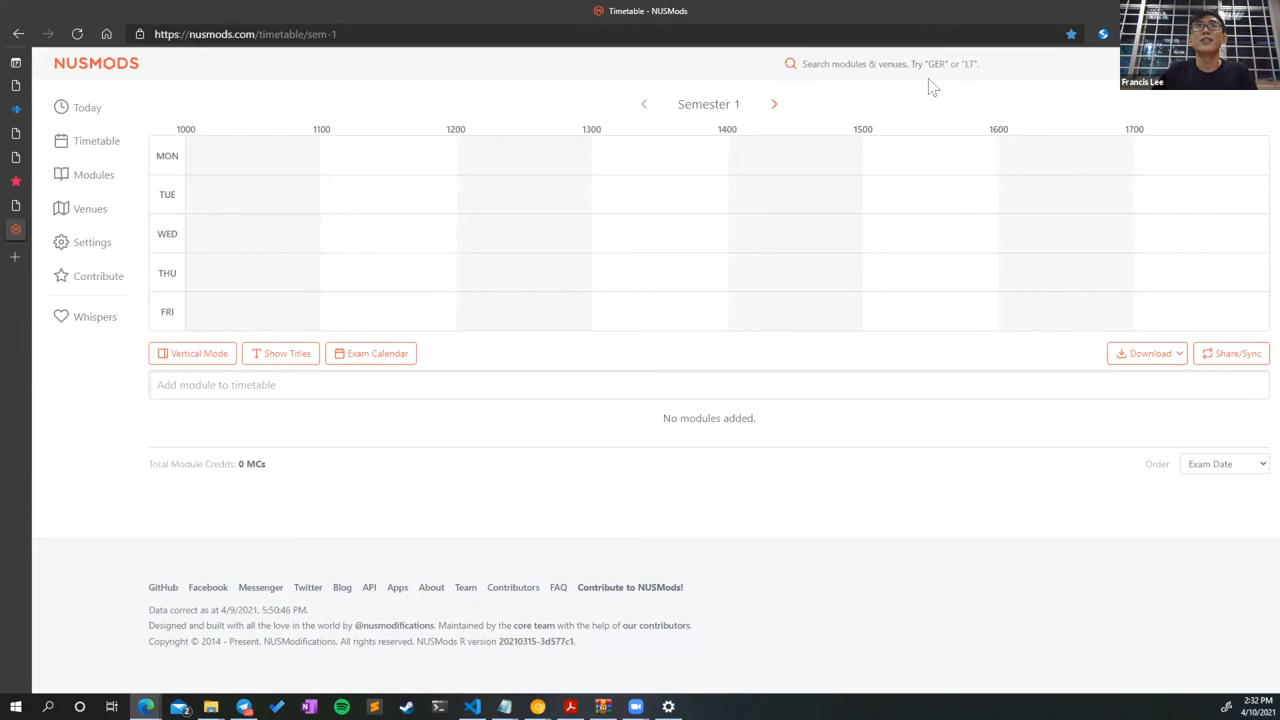 Timetable - NUSMods
https://nusmods.com/timetable/sem-1
Francis Lee
NUSMODS
Search modules & venues. Try "GER" or "LT".
Today
Timetable
Modules
Venues
Settings
Contribute
Whispers
Semester 1
1000 1100 1200 1300 1400 1500 1600 1700
MON
TUE
WED
THU
FRI
Vertical Mode Show Titles Exam Calendar Download Share/Sync
Add module to timetable
No modules added.
Total Module Credits: 0 MCs Order Exam Date
GitHub Facebook Messenger Twitter Blog API Apps About Team Contributors FAQ Contribute to NUSMods!
Data correct as at 4/9/2021, 5:50:46 PM.
Designed and built with all the love in the world by @nusmodifications. Maintained by the core team with the help of our contributors.
Copyright © 2014 - Present, NUSModifications. All rights reserved. NUSMods R version 20210315-3d577c1.
2:32 PM
4/10/2021